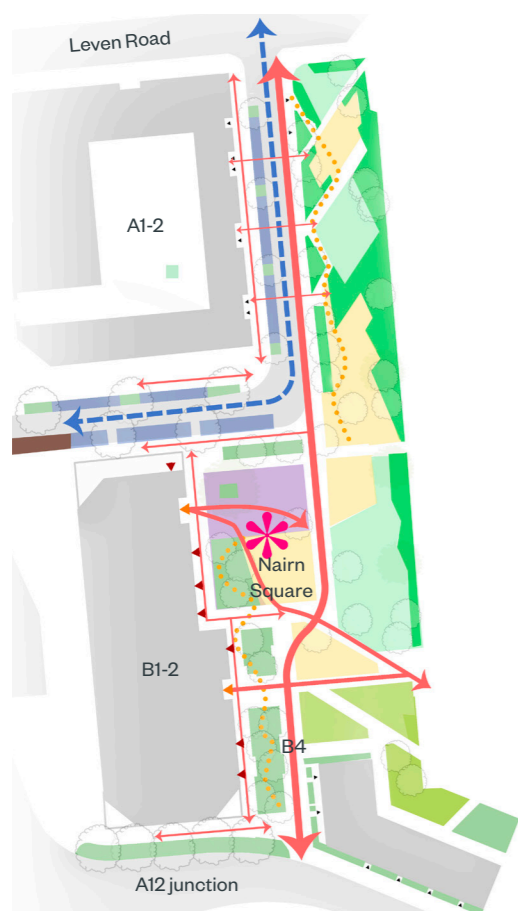 Leven Road
A1-2
Nairn
Square
B1-2
B4
A12 junction